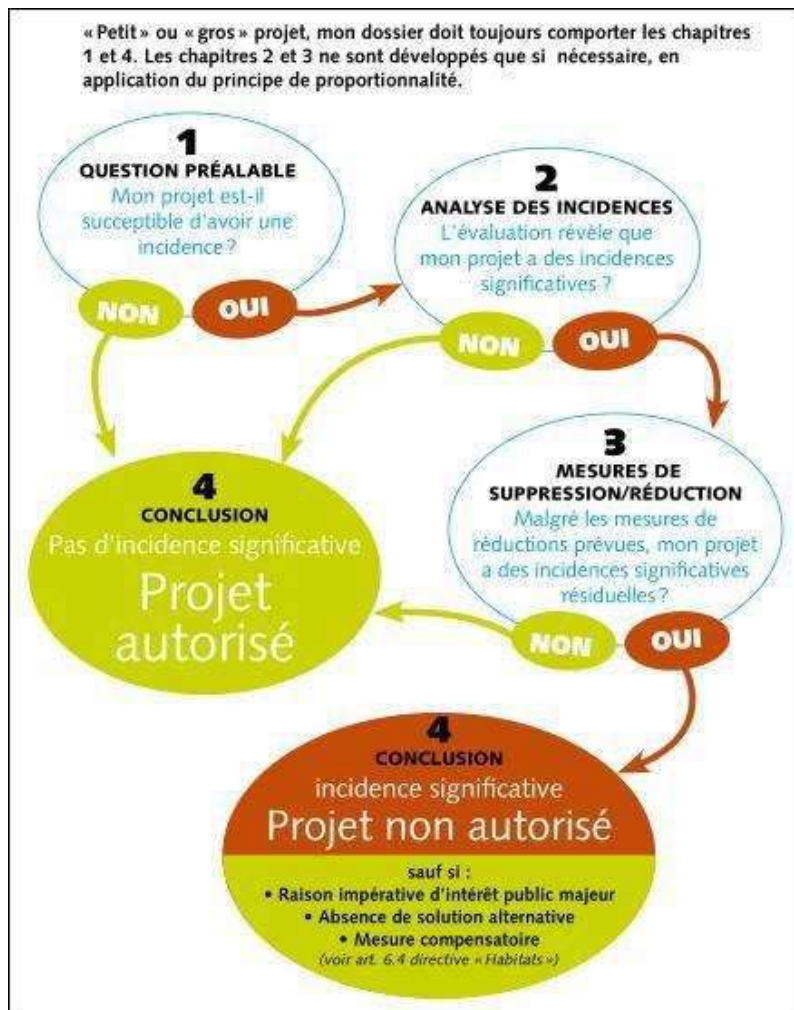 « Petit » ou « gros » projet, mon dossier doit toujours comporter les chapitres
1 et 4. Les chapitres 2 et 3 ne sont développés que si nécessaire, en
application du principe de proportionnalité.
1
QUESTION PRÉALABLE
Mon projet est-il
succeptible d'avoir une
incidence ?
NON
OUI
2
ANALYSE DES INCIDENCES
L'évaluation révèle que
mon projet a des incidences
significatives ?
NON
OUI
3
MESURES DE
SUPPRESSION/RÉDUCTION
Malgré les mesures de
réductions prévues, mon projet
a des incidences significatives
résiduelles ?
NON
OUI
4
CONCLUSION
Pas d'incidence significative
Projet
autorisé
4
CONCLUSION
incidence significative
Projet non autorisé
sauf si :
• Raison impérative d'intérêt public majeur
• Absence de solution alternative
• Mesure compensatoire
(voir art. 6.4 directive « Habitats »)